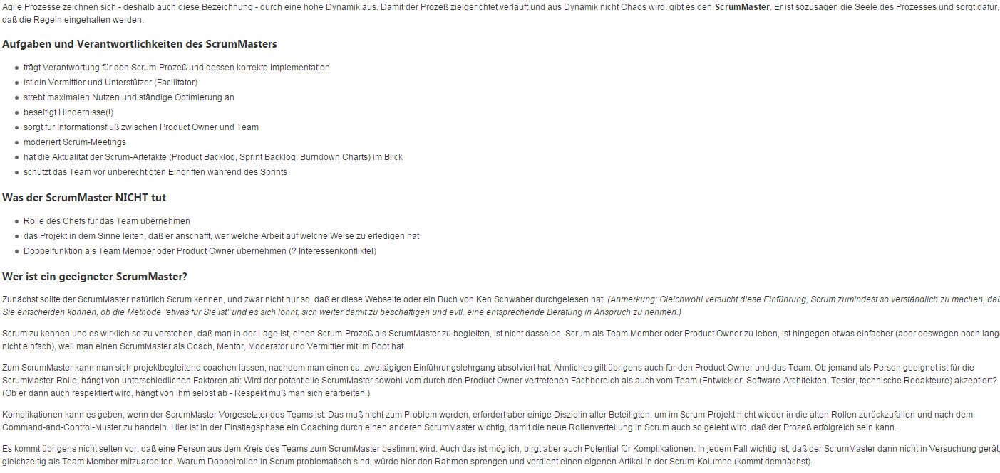 Agile Prozesse zeichnen sich - deshalb auch diese Bezeichnung - durch eine hohe Dynamik aus. Damit der Prozeß zielgerichtet verläuft und aus Dynamik nicht Chaos wird, gibt es den ScrumMaster. Er ist sozusagen die Seele des Prozesses und sorgt dafür,
daß die Regeln eingehalten werden.
Aufgaben und Verantwortlichkeiten des ScrumMasters
• trägt Verantwortung für den Scrum-Prozeß und dessen korrekte Implementation
• ist ein Vermittler und Unterstützer (Facilitator)
• strebt maximalen Nutzen und ständige Optimierung an
• beseitigt Hindernisse(!)
• sorgt für Informationsfluß zwischen Product Owner und Team
• moderiert Scrum-Meetings
• hat die Aktualität der Scrum-Artefakte (Product Backlog, Sprint Backlog, Burndown Charts) im Blick
• schützt das Team vor unberechtigten Eingriffen während des Sprints
Was der ScrumMaster NICHT tut
• Rolle des Chefs für das Team übernehmen
• das Projekt in dem Sinne leiten, daß er anschafft, wer welche Arbeit auf welche Weise zu erledigen hat
• Doppelfunktion als Team Member oder Product Owner übernehmen (? Interessenkonflikte!)
Wer ist ein geeigneter ScrumMaster?
Zunächst sollte der ScrumMaster natürlich Scrum kennen, und zwar nicht nur so, daß er diese Webseite oder ein Buch von Ken Schwaber durchgelesen hat. (Anmerkung: Gleichwohl versucht diese Einführung, Scrum zumindest so verständlich zu machen, daß
Sie entscheiden können, ob die Methode "etwas für Sie ist" und es sich lohnt, sich weiter damit zu beschäftigen und evtl. eine entsprechende Beratung in Anspruch zu nehmen.)
Scrum zu kennen und es wirklich so zu verstehen, daß man in der Lage ist, einen Scrum-Prozeß als ScrumMaster zu begleiten, ist nicht dasselbe. Scrum als Team Member oder Product Owner zu leben, ist hingegen etwas einfacher (aber deswegen noch lang
nicht einfach), weil man einen ScrumMaster als Coach, Mentor, Moderator und Vermittler mit im Boot hat.
Zum ScrumMaster kann man sich projektbegleitend coachen lassen, nachdem man einen ca. zweitägigen Einführungslehrgang absolviert hat. Ähnliches gilt übrigens auch für den Product Owner und das Team. Ob jemand als Person geeignet ist für die
ScrumMaster-Rolle, hängt von unterschiedlichen Faktoren ab: Wird der potentielle ScrumMaster sowohl vom durch den Product Owner vertretenen Fachbereich als auch vom Team (Entwickler, Software-Architekten, Tester, technische Redakteure) akzeptiert?
(Ob er dann auch respektiert wird, hängt von ihm selbst ab - Respekt muß man sich erarbeiten.)
Komplikationen kann es geben, wenn der ScrumMaster Vorgesetzter des Teams ist. Das muß nicht zum Problem werden, erfordert aber einige Disziplin aller Beteiligten, um im Scrum-Projekt nicht wieder in die alten Rollen zurückzufallen und nach dem
Command-and-Control-Muster zu handeln. Hier ist in der Einstiegsphase ein Coaching durch einen anderen ScrumMaster wichtig, damit die neue Rollenverteilung in Scrum auch so gelebt wird, daß der Prozeß erfolgreich sein kann.
Es kommt übrigens nicht selten vor, daß eine Person aus dem Kreis des Teams zum ScrumMaster bestimmt wird. Auch das ist möglich, birgt aber auch Potential für Komplikationen. In jedem Fall wichtig ist, daß der ScrumMaster dann nicht in Versuchung gerät,
gleichzeitig als Team Member mitzuarbeiten. Warum Doppelrollen in Scrum problematisch sind, würde hier den Rahmen sprengen und verdient einen eigenen Artikel in der Scrum-Kolumne (kommt demnächst).